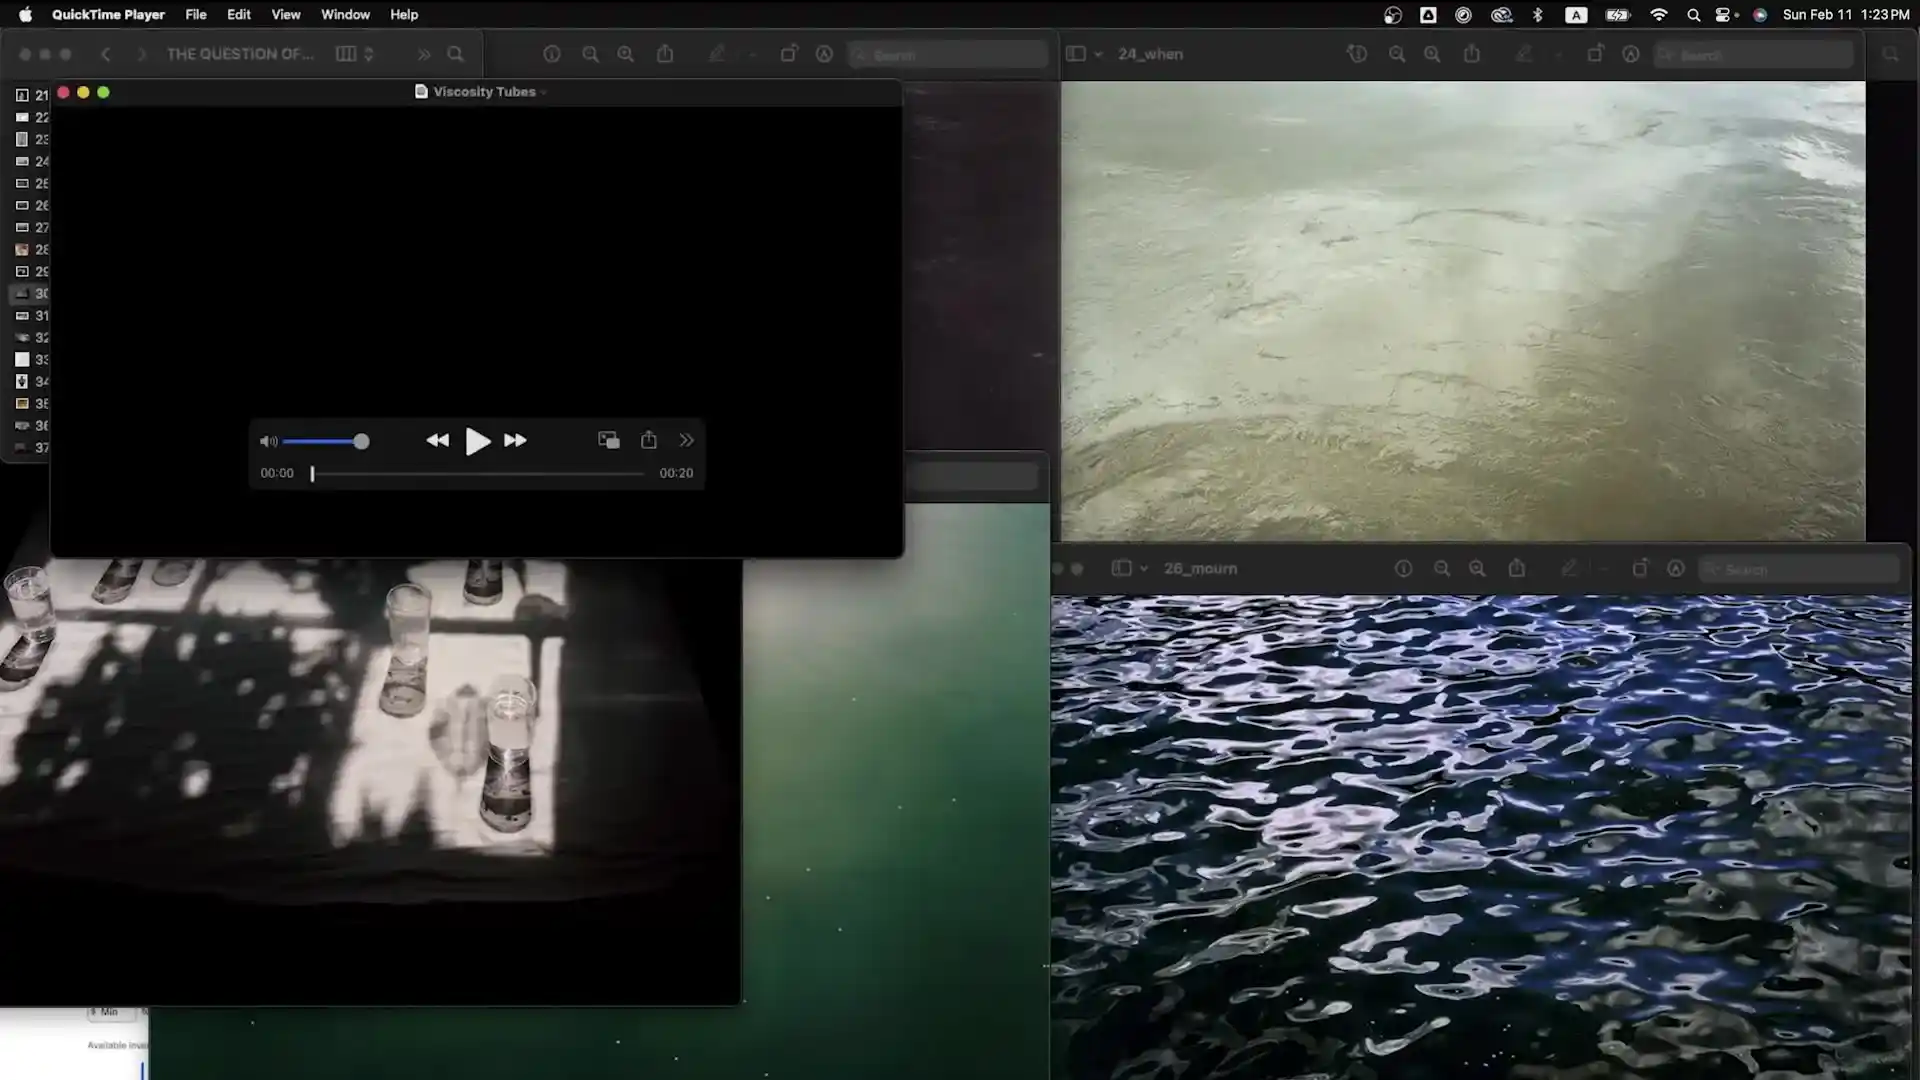 QuickTime Player File Edit View Window Help Sun Feb 11 1:23 PM
THE QUESTION OF...
Search
24_when
Search
Viscosity Tubes
21
22
23
24
25
26
27
28
29
30
31
32
33
34
35
36
37
00:00
00:20
26_mourn
Search
Min
Available